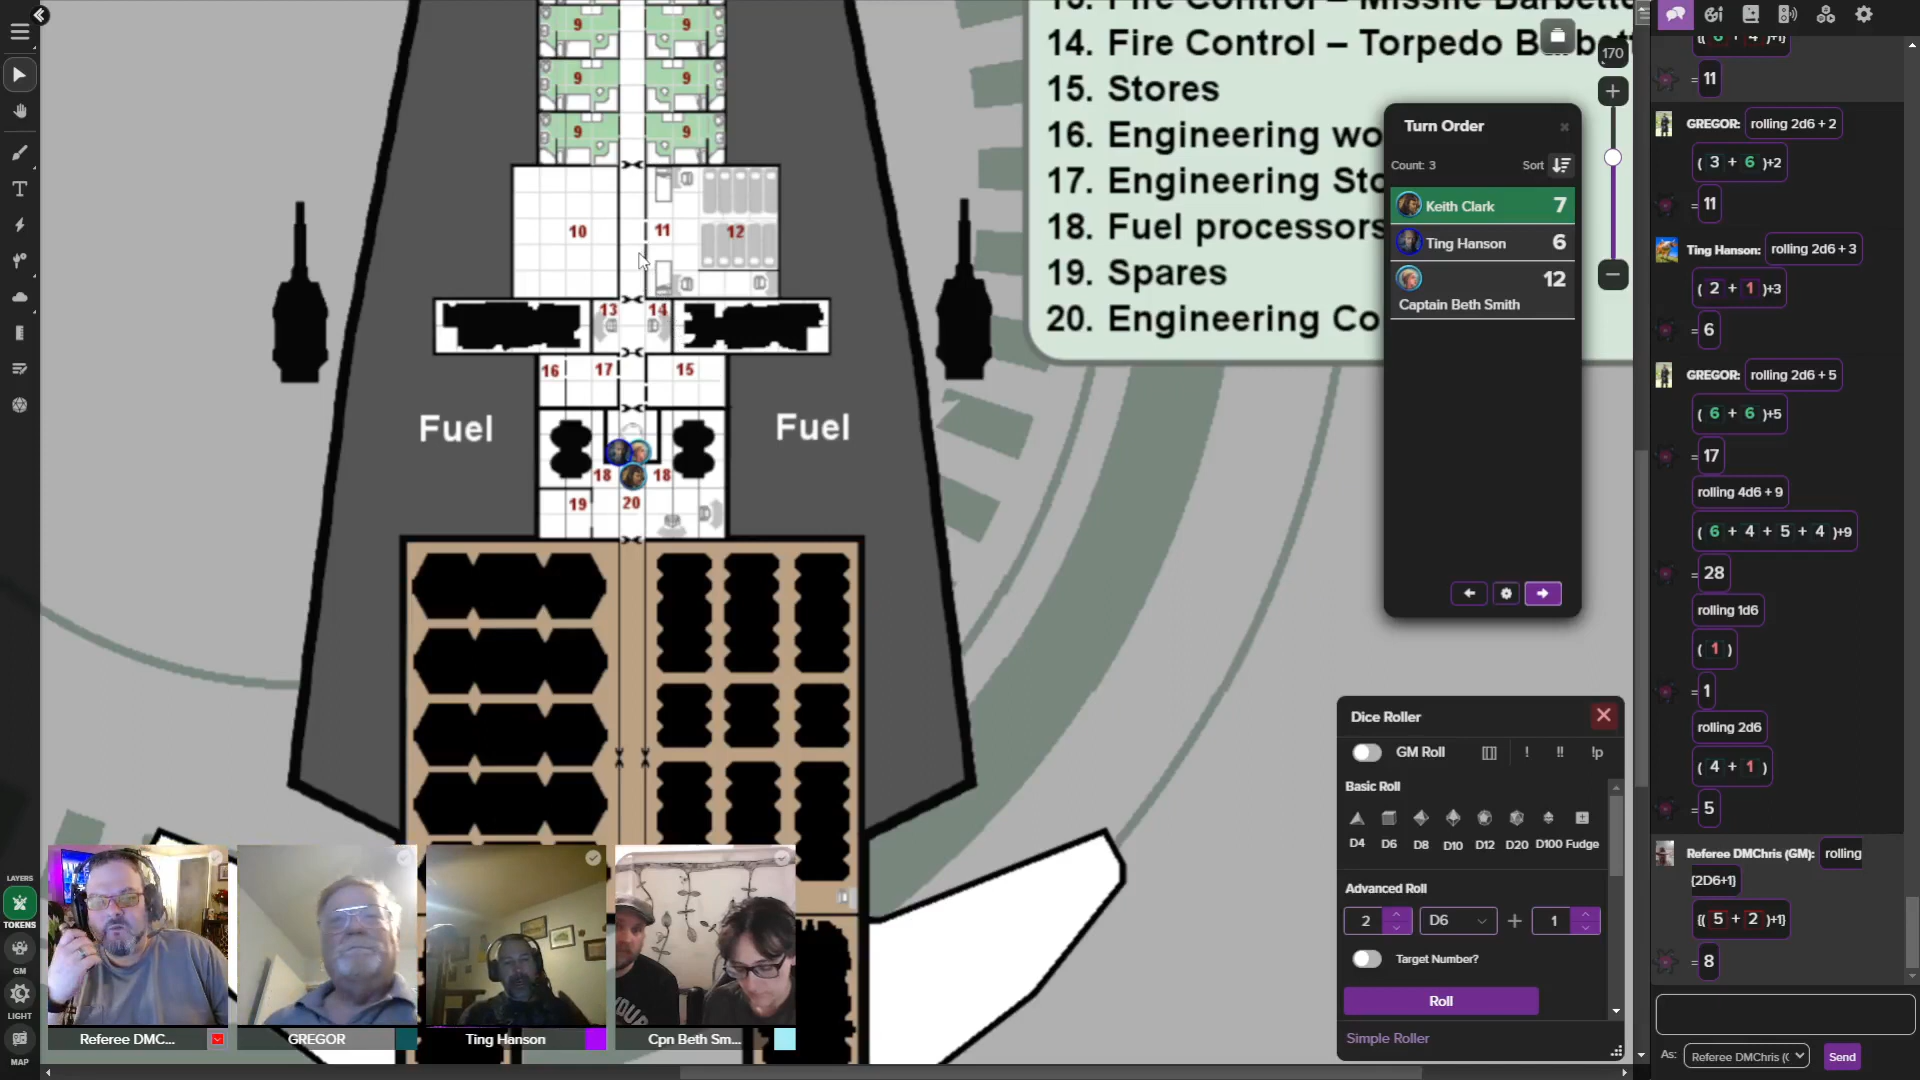 9
9
9
9
9
9
10
11
12
13
14
16
17
15
Fuel
Fuel
18
18
19
20
14. Fire Control – Torpedo Barbett
15. Stores
16. Engineering wo
17. Engineering Sto
18. Fuel processors
19. Spares
20. Engineering Co
170
Turn Order
Count: 3
Sort
Keith Clark
7
Ting Hanson
6
12
Captain Beth Smith
Dice Roller
GM Roll
!
!!
!p
Basic Roll
D4
D6
D8
D10
D12
D20
D100
Fudge
Advanced Roll
2
D6
+
1
Target Number?
Roll
Simple Roller
=
11
GREGOR:
rolling 2d6 + 2
( 3 + 6 )+2
=
11
Ting Hanson:
rolling 2d6 + 3
( 2 + 1 )+3
=
6
GREGOR:
rolling 2d6 + 5
( 6 + 6 )+5
=
17
rolling 4d6 + 9
( 6 + 4 + 5 + 4 )+9
=
28
rolling 1d6
( 1 )
=
1
rolling 2d6
( 4 + 1 )
=
5
Referee DMChris (GM):
rolling
{2D6+1}
{( 5 + 2 )+1}
=
8
As:
Referee DMChris (
Send
LAYERS
TOKENS
GM
LIGHT
MAP
Referee DMC...
GREGOR
Ting Hanson
Cpn Beth Sm...